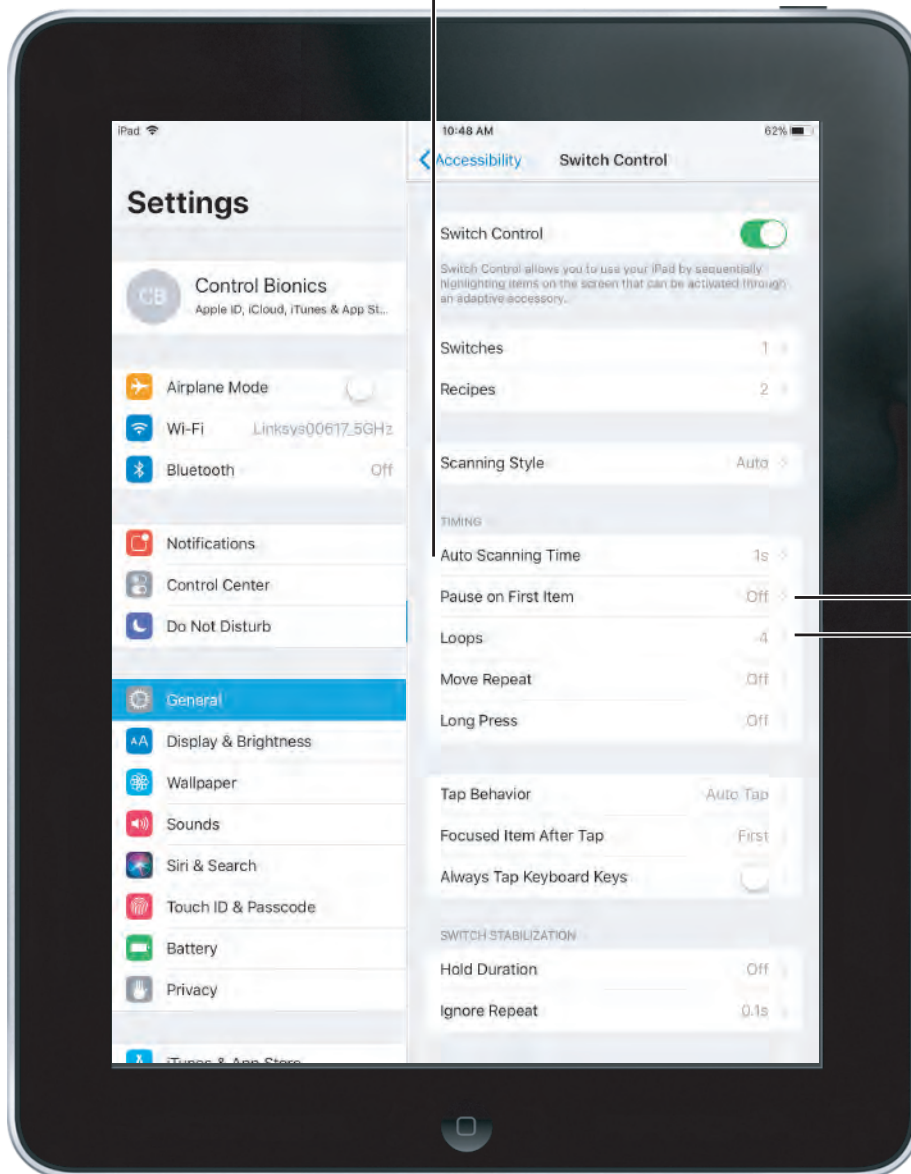 iPad
10:48 AM
62%
Settings
Accessibility
Switch Control
CB
Control Bionics
Apple ID, iCloud, iTunes & App St...
Airplane Mode
Wi-Fi
Linksys00617_5GHz
Bluetooth
Off
Notifications
Control Center
Do Not Disturb
General
Display & Brightness
Wallpaper
Sounds
Siri & Search
Touch ID & Passcode
Battery
Privacy
iTunes & App Store
Switch Control
Switch Control allows you to use your iPad by sequentially
highlighting items on the screen that can be activated through
an adaptive accessory.
Switches 1
Recipes 2
Scanning Style Auto
TIMING
Auto Scanning Time 1s
Pause on First Item Off
Loops 4
Move Repeat Off
Long Press Off
Tap Behavior Auto Tap
Focused Item After Tap First
Always Tap Keyboard Keys
SWITCH STABILIZATION
Hold Duration Off
Ignore Repeat 0.1s